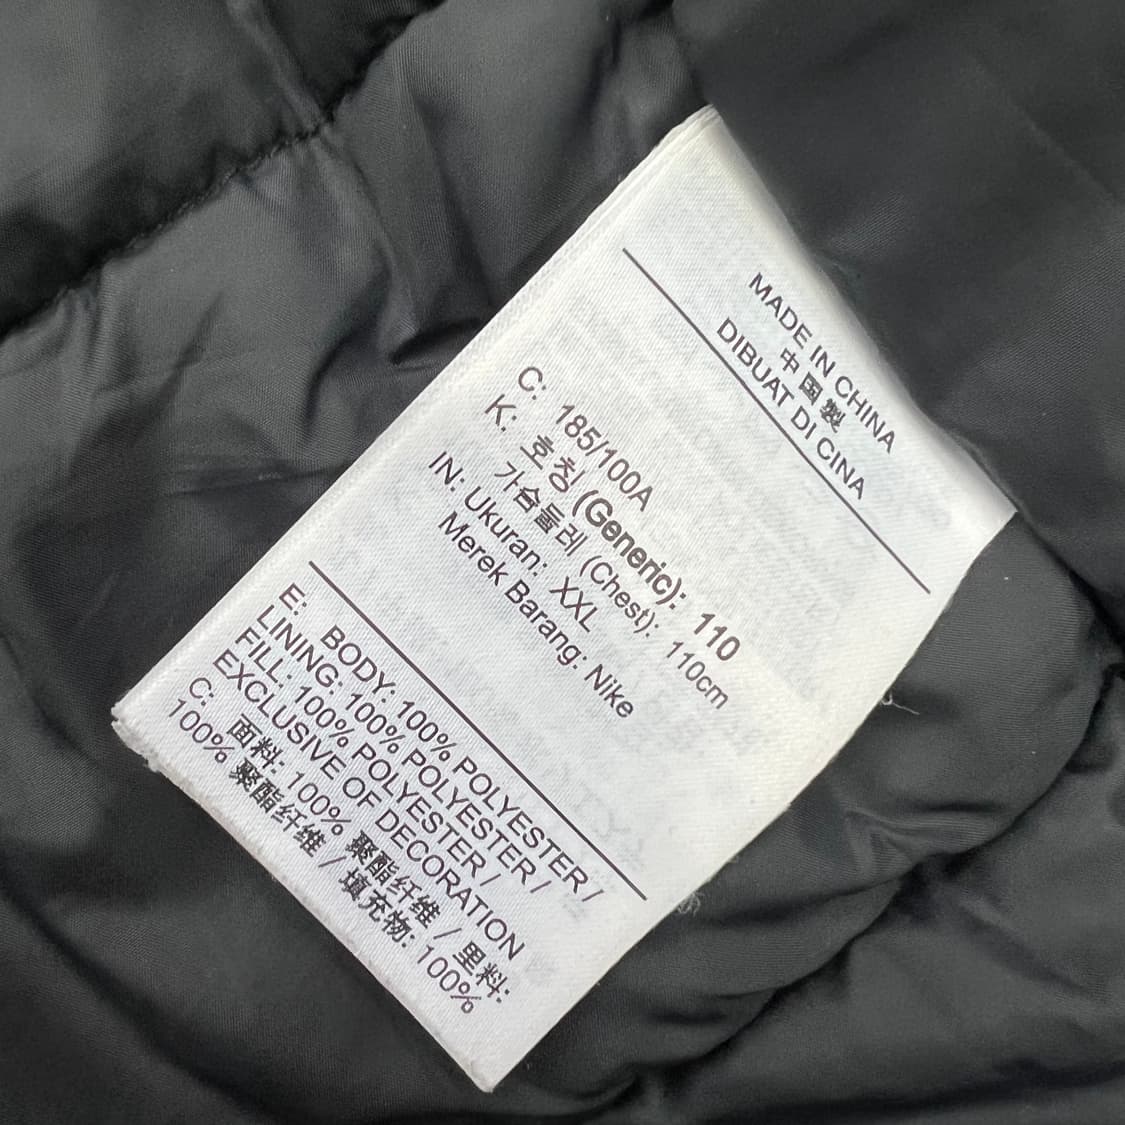 MADE IN CHINA
中国製
DIBUAT DI CINA
C: 185/100A
K: 호칭 (Generic): 110
가슴둘레 (Chest): 110cm
IN: Ukuran: XXL
Merek Barang: Nike
E: BODY: 100% POLYESTER /
LINING: 100% POLYESTER /
FILL: 100% POLYESTER /
EXCLUSIVE OF DECORATION
C: 面料: 100% 聚酯纤维 / 里料:
100% 聚酯纤维 / 填充物: 100%